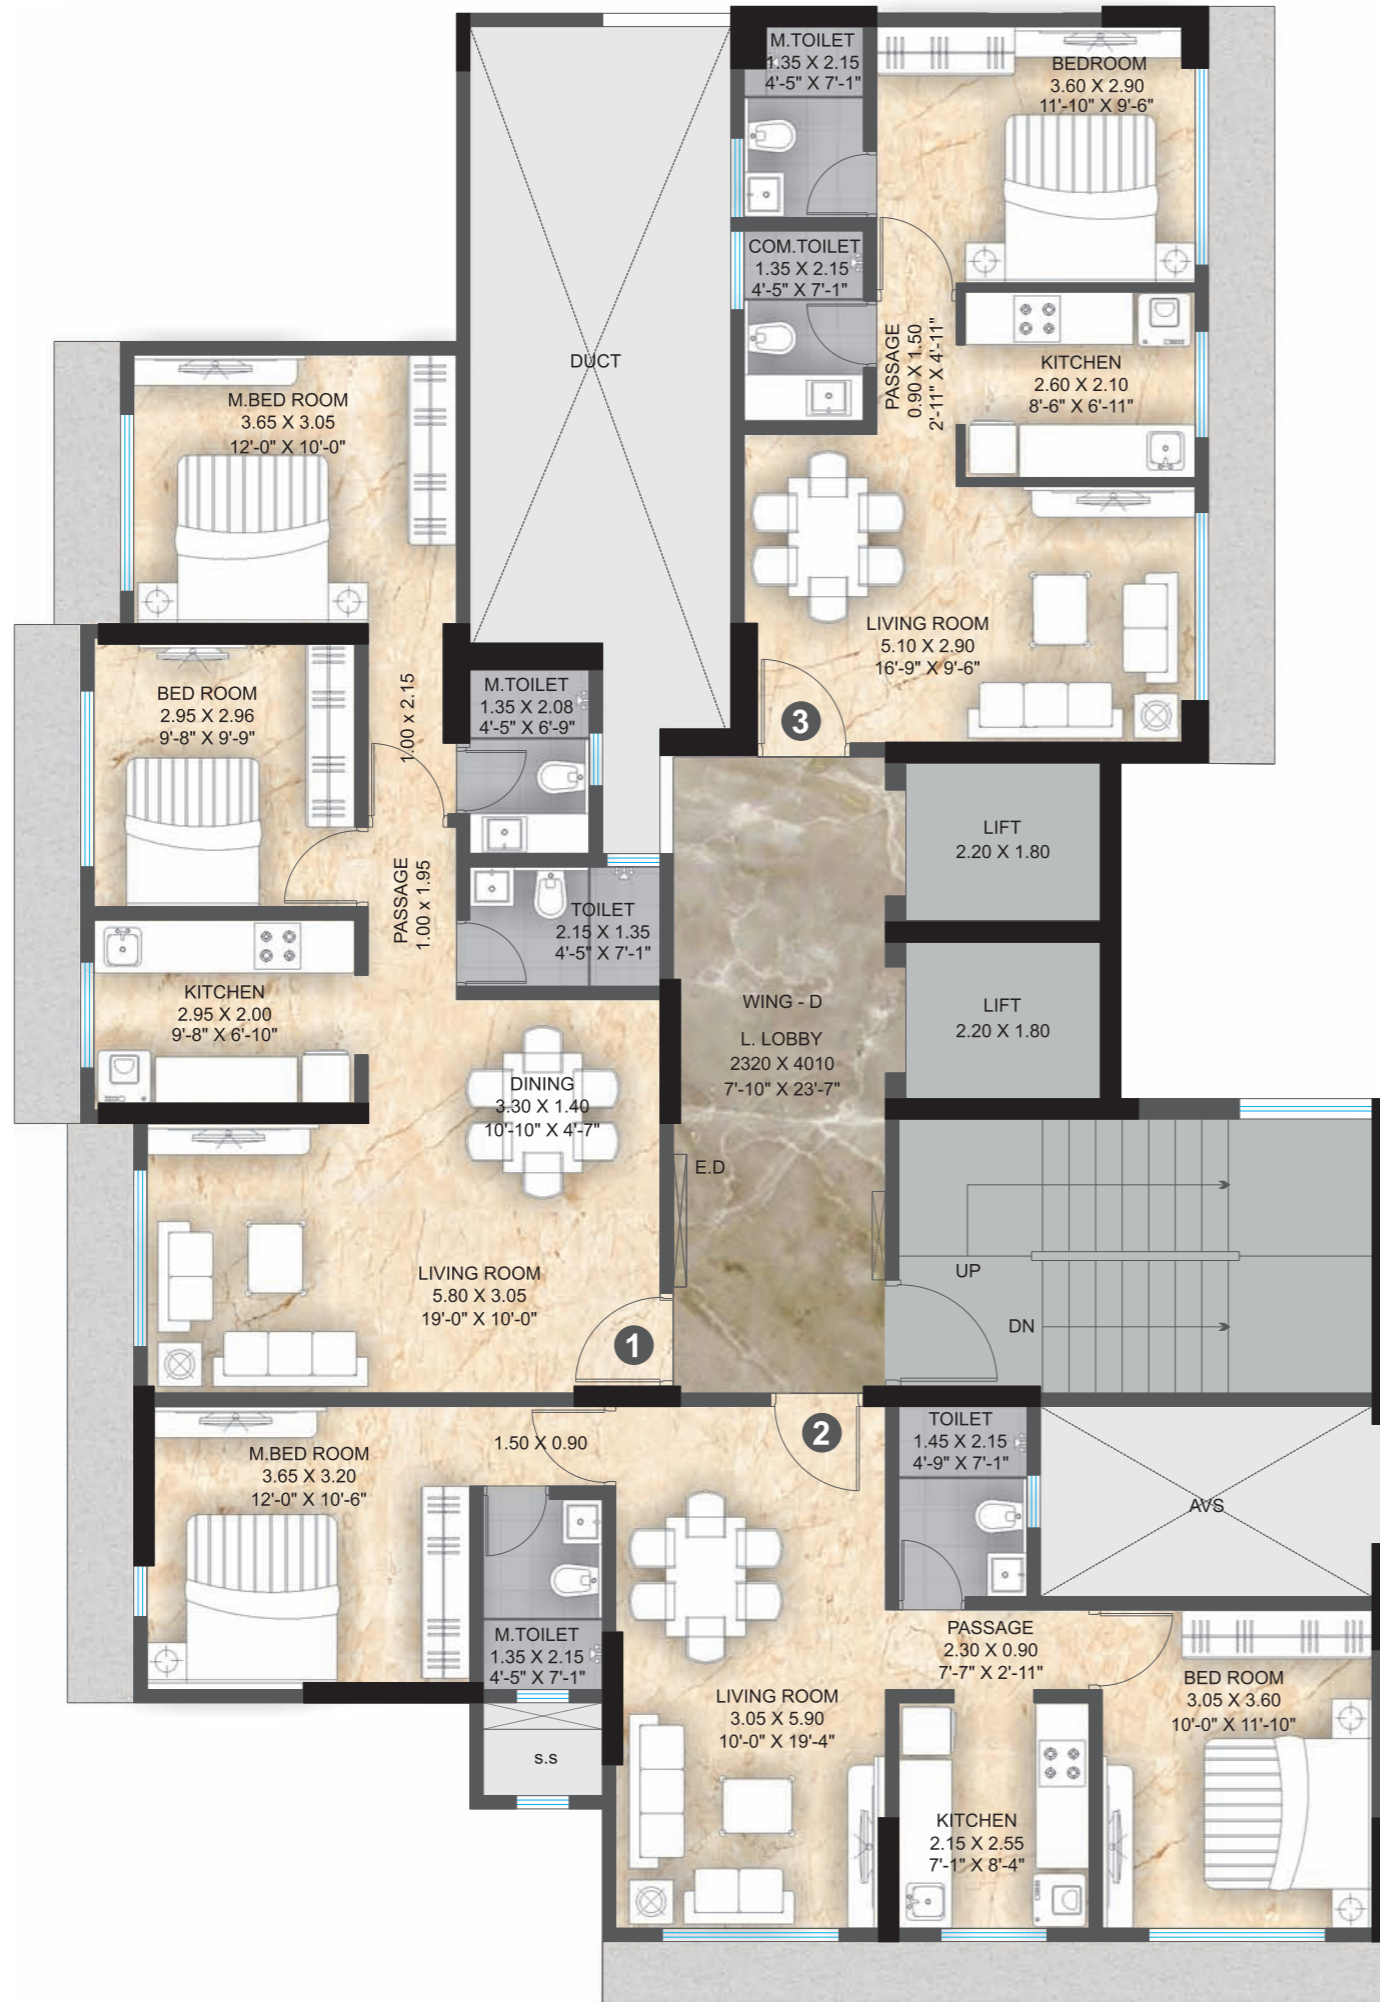 M.TOILET
1.35 X 2.15
4'-5" X 7'-1"
BEDROOM
3.60 X 2.90
11'-10" X 9'-6"
COM.TOILET
1.35 X 2.15
4'-5" X 7'-1"
PASSAGE
0.90 X 1.50
2'-11" X 4'-11"
KITCHEN
2.60 X 2.10
8'-6" X 6'-11"
DUCT
M.BED ROOM
3.65 X 3.05
12'-0" X 10'-0"
LIVING ROOM
5.10 X 2.90
16'-9" X 9'-6"
3
BED ROOM
2.95 X 2.96
9'-8" X 9'-9"
1.00 x 2.15
M.TOILET
1.35 X 2.08
4'-5" X 6'-9"
LIFT
2.20 X 1.80
PASSAGE
1.00 x 1.95
TOILET
2.15 X 1.35
4'-5" X 7'-1"
KITCHEN
2.95 X 2.00
9'-8" X 6'-10"
WING - D
L. LOBBY
2320 X 4010
7'-10" X 23'-7"
LIFT
2.20 X 1.80
DINING
3.30 X 1.40
10'-10" X 4'-7"
E.D
UP
DN
LIVING ROOM
5.80 X 3.05
19'-0" X 10'-0"
1
2
M.BED ROOM
3.65 X 3.20
12'-0" X 10'-6"
1.50 X 0.90
TOILET
1.45 X 2.15
4'-9" X 7'-1"
AVS
M.TOILET
1.35 X 2.15
4'-5" X 7'-1"
PASSAGE
2.30 X 0.90
7'-7" X 2'-11"
BED ROOM
3.05 X 3.60
10'-0" X 11'-10"
LIVING ROOM
3.05 X 5.90
10'-0" X 19'-4"
s.s
KITCHEN
2.15 X 2.55
7'-1" X 8'-4"